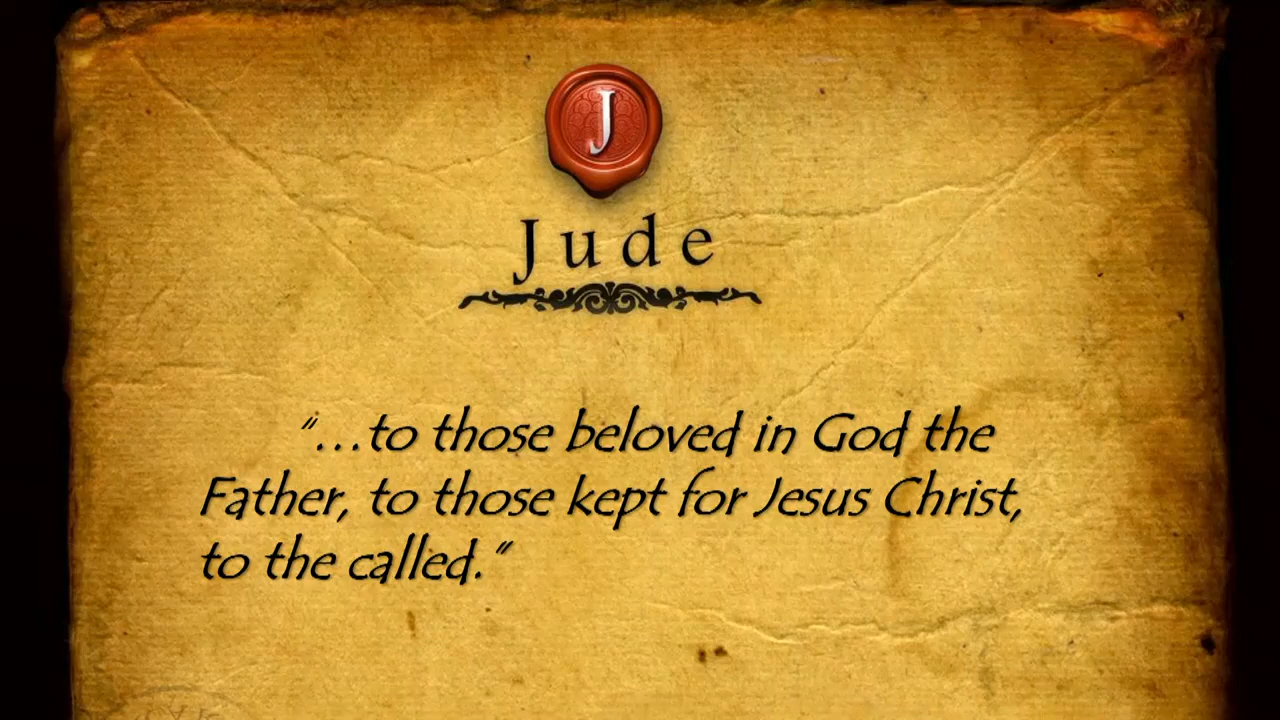 J
Jude
"...to those beloved in God the
Father, to those kept for Jesus Christ,
to the called."